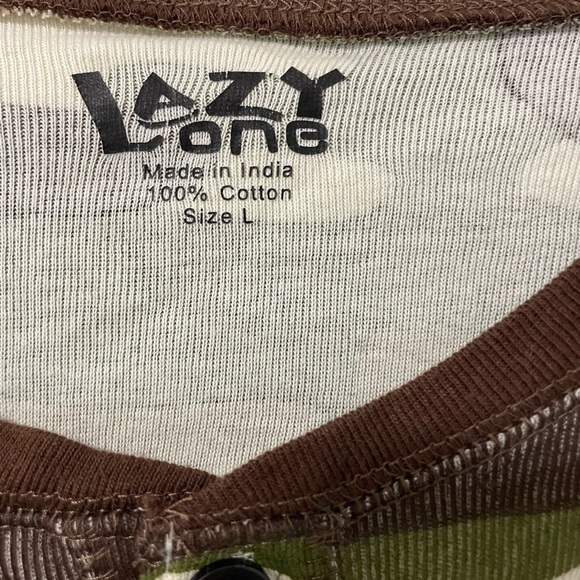 LAZY
one
Made in India
100% Cotton
Size L